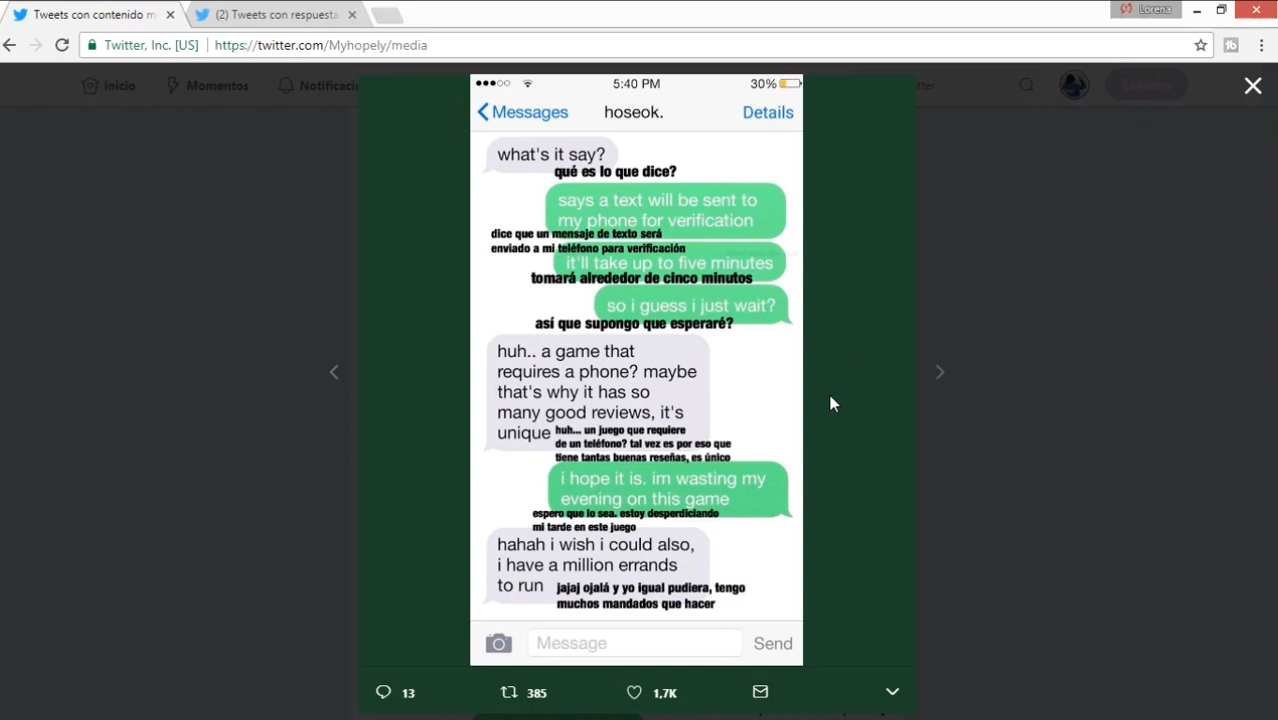 Tweets con contenido m
(2) Tweets con respuesta
Lorena
Twitter, Inc. [US]
https://twitter.com/Myhopely/media
Inicio
Momentos
5:40 PM
30%
Messages
hoseok.
Details
what's it say?
qué es lo que dice?
says a text will be sent to
my phone for verification
dice que un mensaje de texto será
enviado a mi teléfono para verificación
it'll take up to five minutes
tomará alrededor de cinco minutos
so i guess i just wait?
así que supongo que esperaré?
huh.. a game that
requires a phone? maybe
that's why it has so
many good reviews, it's
unique
huh... un juego que requiere
de un teléfono? tal vez es por eso que
tiene tantas buenas reseñas, es único
i hope it is. im wasting my
evening on this game
espero que lo sea. estoy desperdiciando
mi tarde en este juego
hahah i wish i could also,
i have a million errands
to run
jajaj ojalá y yo igual pudiera, tengo
muchos mandados que hacer
Message
Send
13
385
1,7K